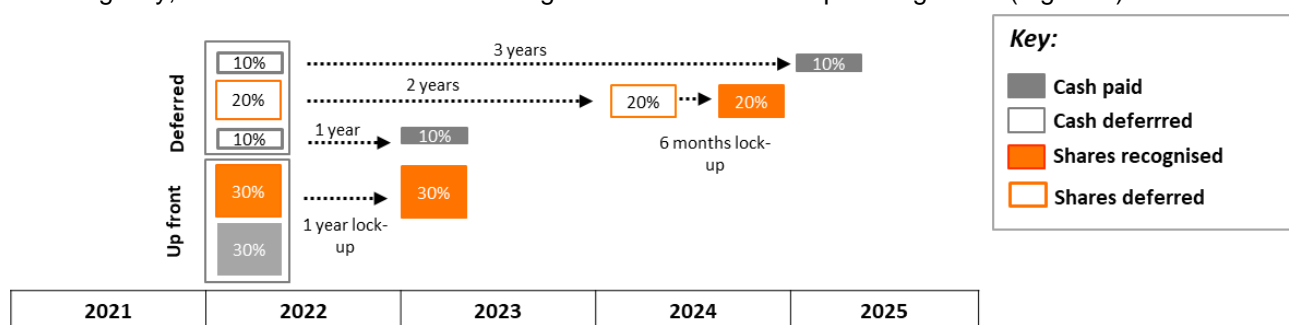 3 years
Key:
10%
10%
2 years
Cash paid
Deferred
20%
20%
20%
Cash deferrred
1 year
10%
10%
6 months lock-
up
Shares recognised
30%
30%
Shares deferred
Up front
1 year lock-
up
30%
2021
2022
2023
2024
2025